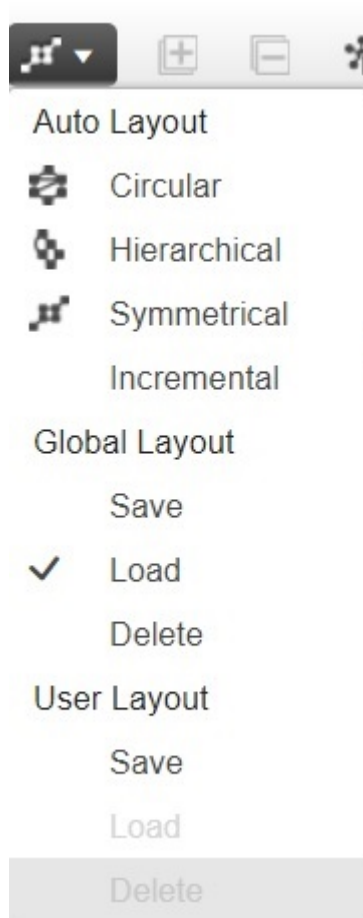 Auto Layout
Circular
Hierarchical
Symmetrical
Incremental
Global Layout
Save
Load
Delete
User Layout
Save
Load
Delete